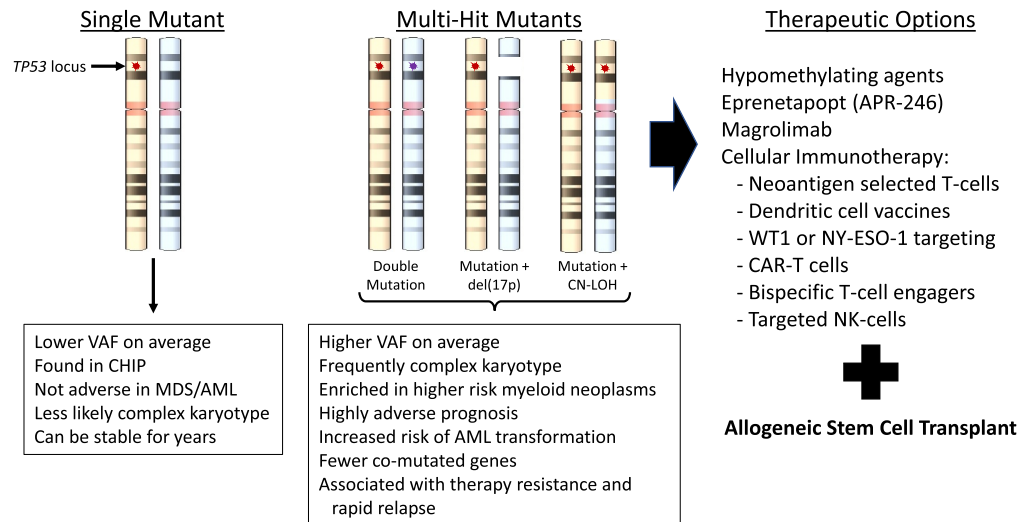 Single Mutant
TP53 locus
Lower VAF on average
Found in CHIP
Not adverse in MDS/AML
Less likely complex karyotype
Can be stable for years
Multi-Hit Mutants
Double
Mutation
Mutation +
del(17p)
Mutation +
CN-LOH
Higher VAF on average
Frequently complex karyotype
Enriched in higher risk myeloid neoplasms
Highly adverse prognosis
Increased risk of AML transformation
Fewer co-mutated genes
Associated with therapy resistance and
rapid relapse
Therapeutic Options
Hypomethylating agents
Eprenetapopt (APR-246)
Magrolimab
Cellular Immunotherapy:
- Neoantigen selected T-cells
- Dendritic cell vaccines
- WT1 or NY-ESO-1 targeting
- CAR-T cells
- Bispecific T-cell engagers
- Targeted NK-cells
Allogeneic Stem Cell Transplant